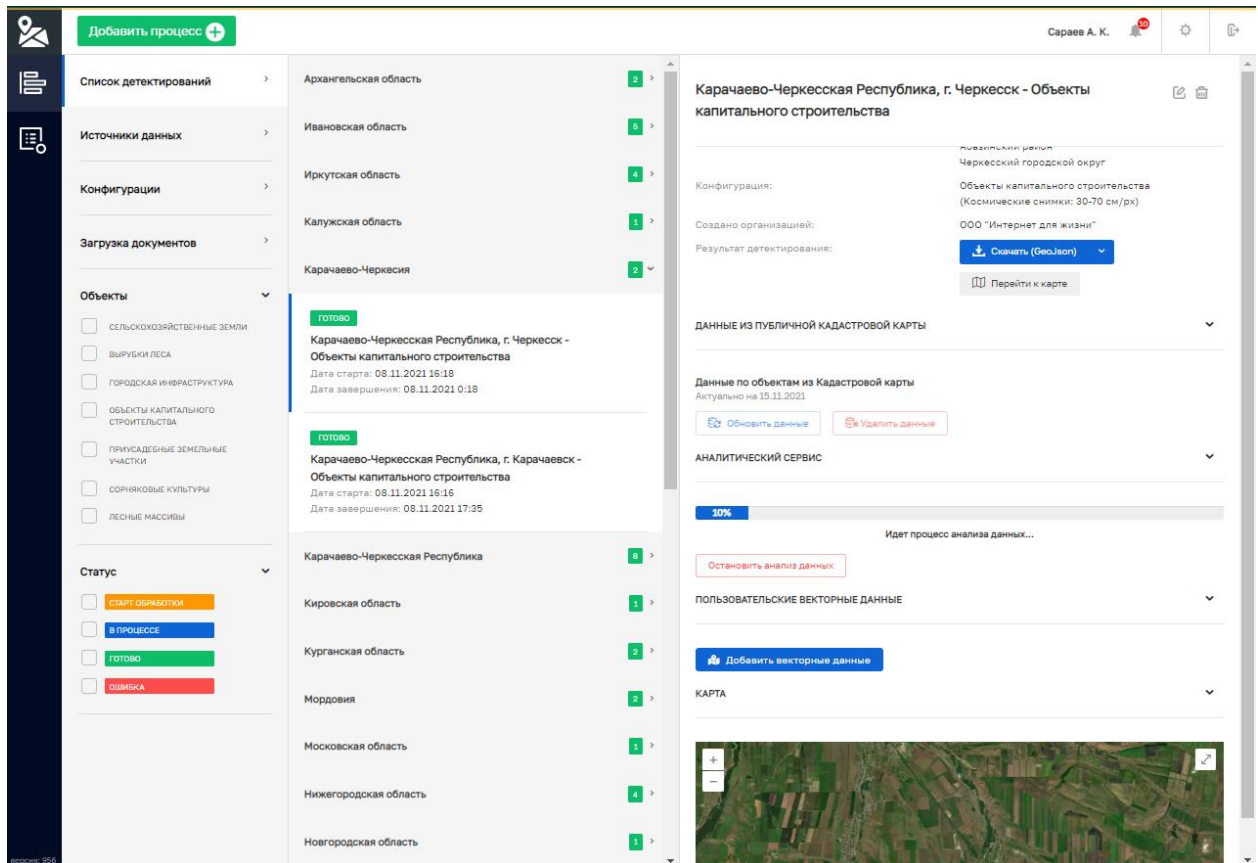 Добавить процесс
Сараев А. К.
10
Список детектирований
Источники данных
Конфигурации
Загрузка документов
Объекты
СЕЛЬСКОХОЗЯЙСТВЕННЫЕ ЗЕМЛИ
ВЫРУБКИ ЛЕСА
ГОРОДСКАЯ ИНФРАСТРУКТУРА
ОБЪЕКТЫ КАПИТАЛЬНОГО
СТРОИТЕЛЬСТВА
ПРИУСАДЕБНЫЕ ЗЕМЕЛЬНЫЕ
УЧАСТКИ
СОРНЯКОВЫЕ КУЛЬТУРЫ
ЛЕСНЫЕ МАССИВЫ
Статус
СТАРТ ОБРАБОТКИ
В ПРОЦЕССЕ
ГОТОВО
ОШИБКА
версия: 956
Архангельская область 2
Ивановская область 5
Иркутская область 4
Калужская область 1
Карачаево-Черкесия 2
ГОТОВО
Карачаево-Черкесская Республика, г. Черкесск -
Объекты капитального строительства
Дата старта: 08.11.2021 16:18
Дата завершения: 08.11.2021 0:18
ГОТОВО
Карачаево-Черкесская Республика, г. Карачаевск -
Объекты капитального строительства
Дата старта: 08.11.2021 16:16
Дата завершения: 08.11.2021 17:35
Карачаево-Черкесская Республика 8
Кировская область 1
Курганская область 2
Мордовия 2
Московская область 1
Нижегородская область 4
Новгородская область 1
Карачаево-Черкесская Республика, г. Черкесск - Объекты
капитального строительства
Абазинский район
Черкесский городской округ
Конфигурация: Объекты капитального строительства
(Космические снимки: 30-70 см/px)
Создано организацией: ООО "Интернет для жизни"
Результат детектирования: Скачать (GeoJson)
Перейти к карте
ДАННЫЕ ИЗ ПУБЛИЧНОЙ КАДАСТРОВОЙ КАРТЫ
Данные по объектам из Кадастровой карты
Актуально на 15.11.2021
Обновить данные Удалить данные
АНАЛИТИЧЕСКИЙ СЕРВИС
10%
Идет процесс анализа данных...
Остановить анализ данных
ПОЛЬЗОВАТЕЛЬСКИЕ ВЕКТОРНЫЕ ДАННЫЕ
Добавить векторные данные
КАРТА